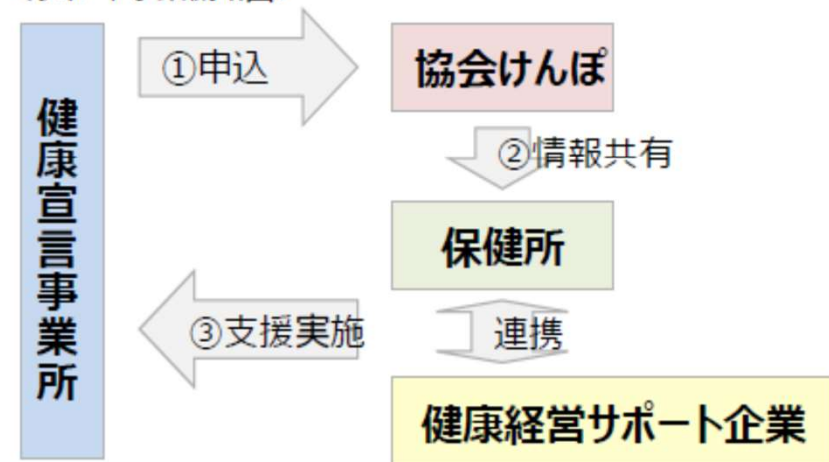 ①申込
協会けんぽ
健康宣言事業所
②情報共有
保健所
③支援実施
連携
健康経営サポート企業